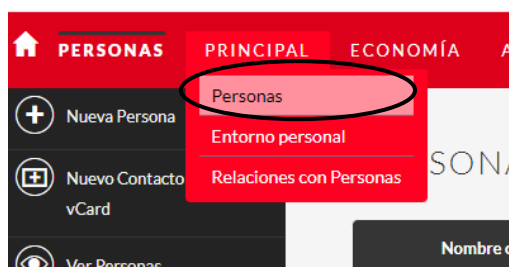 PERSONAS PRINCIPAL ECONOMÍA A
Personas
Entorno personal
Relaciones con Personas
Nueva Persona
Nuevo Contacto
vCard
Ver Personas
SONA
Nombre